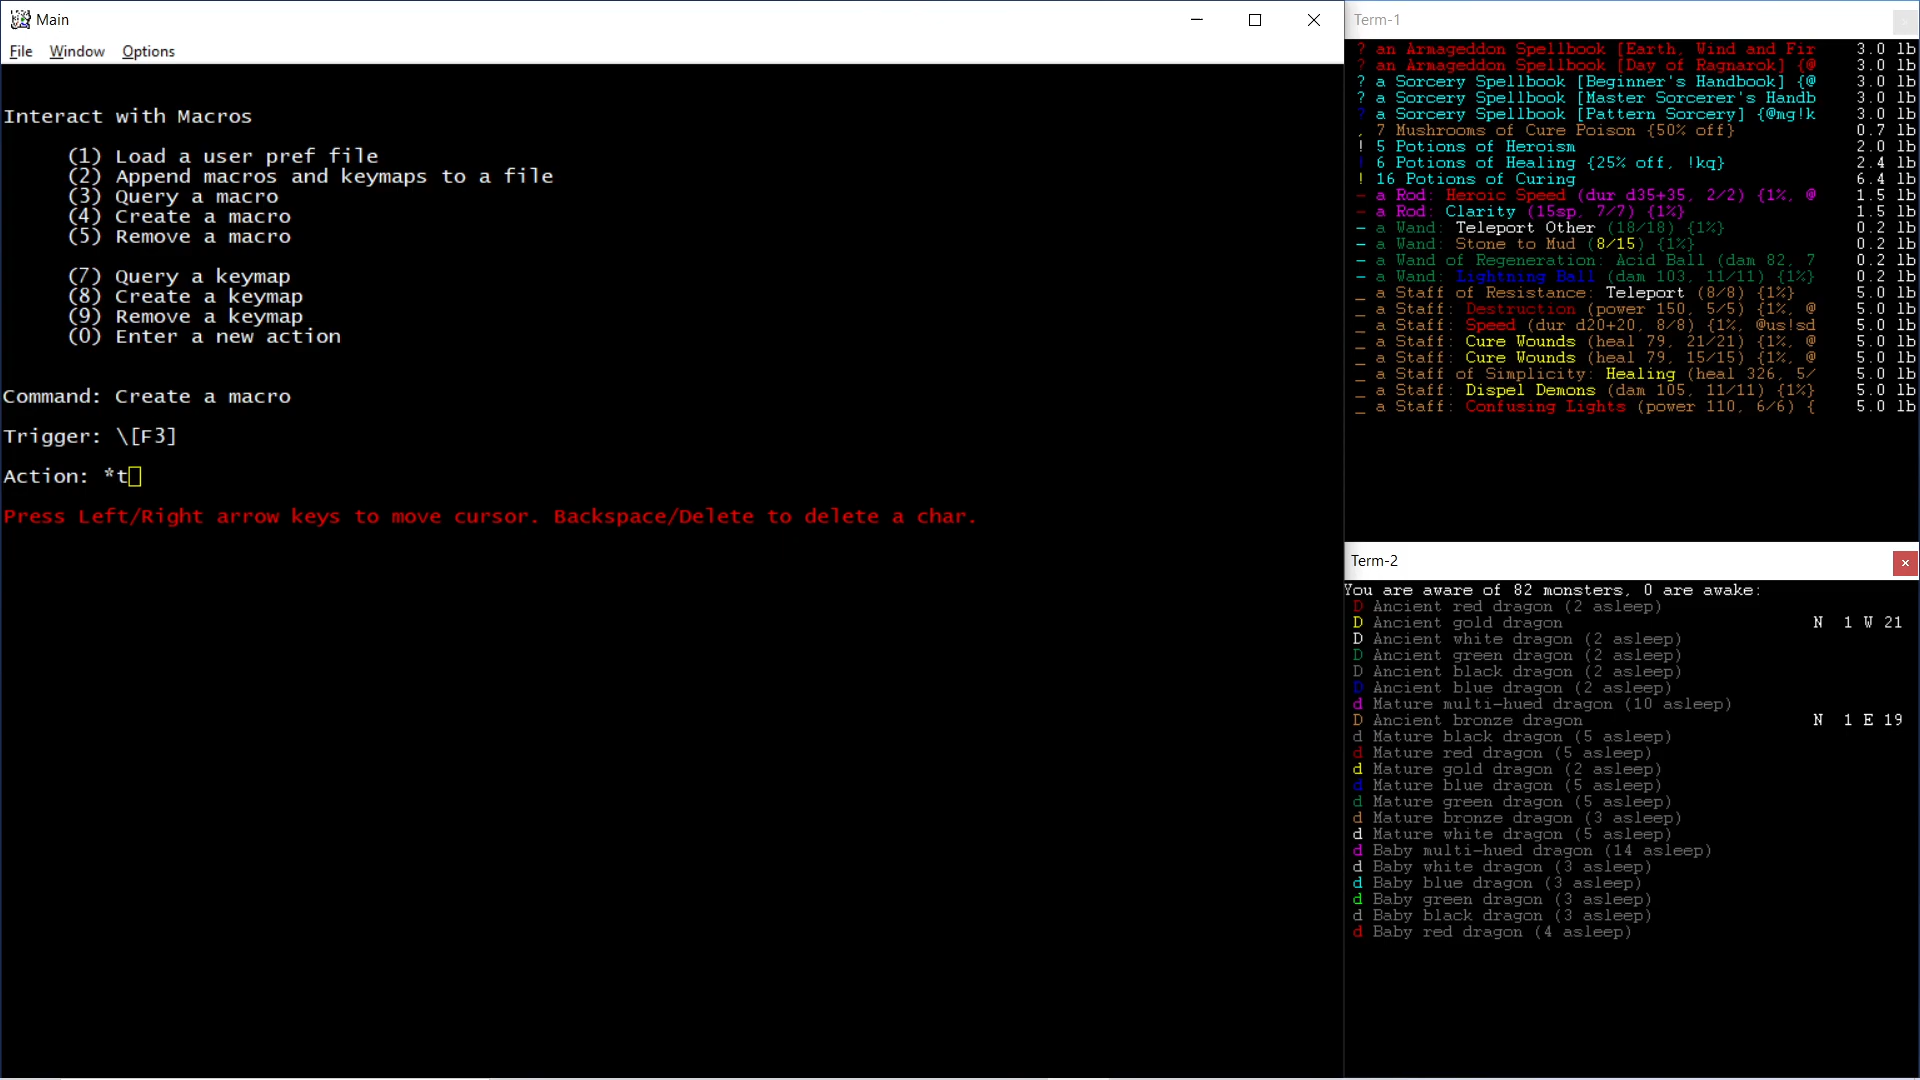 Main
File Window Options
Interact with Macros
(1) Load a user pref file
(2) Append macros and keymaps to a file
(3) Query a macro
(4) Create a macro
(5) Remove a macro
(7) Query a keymap
(8) Create a keymap
(9) Remove a keymap
(0) Enter a new action
Command: Create a macro
Trigger: \[F3]
Action: *t
Press Left/Right arrow keys to move cursor. Backspace/Delete to delete a char.
Term-1
? an Armageddon Spellbook [Earth, Wind and Fir 3.0 lb
? an Armageddon Spellbook [Day of Ragnarok] {@ 3.0 lb
? a Sorcery Spellbook [Beginner's Handbook] {@ 3.0 lb
? a Sorcery Spellbook [Master Sorcerer's Handb 3.0 lb
? a Sorcery Spellbook [Pattern Sorcery] {@mg!k 3.0 lb
, 7 Mushrooms of Cure Poison {50% off} 0.7 lb
! 5 Potions of Heroism 2.0 lb
! 6 Potions of Healing {25% off, !kq} 2.4 lb
! 16 Potions of Curing 6.4 lb
- a Rod: Heroic Speed (dur d35+35, 2/2) {1%, @ 1.5 lb
- a Rod: Clarity (15sp, 7/7) {1%} 1.5 lb
- a Wand: Teleport Other (18/18) {1%} 0.2 lb
- a Wand: Stone to Mud (8/15) {1%} 0.2 lb
- a Wand of Regeneration: Acid Ball (dam 82, 7 0.2 lb
- a Wand: Lightning Ball (dam 103, 11/11) {1%} 0.2 lb
_ a Staff of Resistance: Teleport (8/8) {1%} 5.0 lb
_ a Staff: Destruction (power 150, 5/5) {1%, @ 5.0 lb
_ a Staff: Speed (dur d20+20, 8/8) {1%, @us!sd 5.0 lb
_ a Staff: Cure Wounds (heal 79, 21/21) {1%, @ 5.0 lb
_ a Staff: Cure Wounds (heal 79, 15/15) {1%, @ 5.0 lb
_ a Staff of Simplicity: Healing (heal 326, 5/ 5.0 lb
_ a Staff: Dispel Demons (dam 105, 11/11) {1%} 5.0 lb
_ a Staff: Confusing Lights (power 110, 6/6) { 5.0 lb
Term-2
You are aware of 82 monsters, 0 are awake:
D Ancient red dragon (2 asleep)
D Ancient gold dragon N 1 W 21
D Ancient white dragon (2 asleep)
D Ancient green dragon (2 asleep)
D Ancient black dragon (2 asleep)
D Ancient blue dragon (2 asleep)
d Mature multi-hued dragon (10 asleep)
D Ancient bronze dragon N 1 E 19
d Mature black dragon (5 asleep)
d Mature red dragon (5 asleep)
d Mature gold dragon (2 asleep)
d Mature blue dragon (5 asleep)
d Mature green dragon (5 asleep)
d Mature bronze dragon (3 asleep)
d Mature white dragon (5 asleep)
d Baby multi-hued dragon (14 asleep)
d Baby white dragon (3 asleep)
d Baby blue dragon (3 asleep)
d Baby green dragon (3 asleep)
d Baby black dragon (3 asleep)
d Baby red dragon (4 asleep)